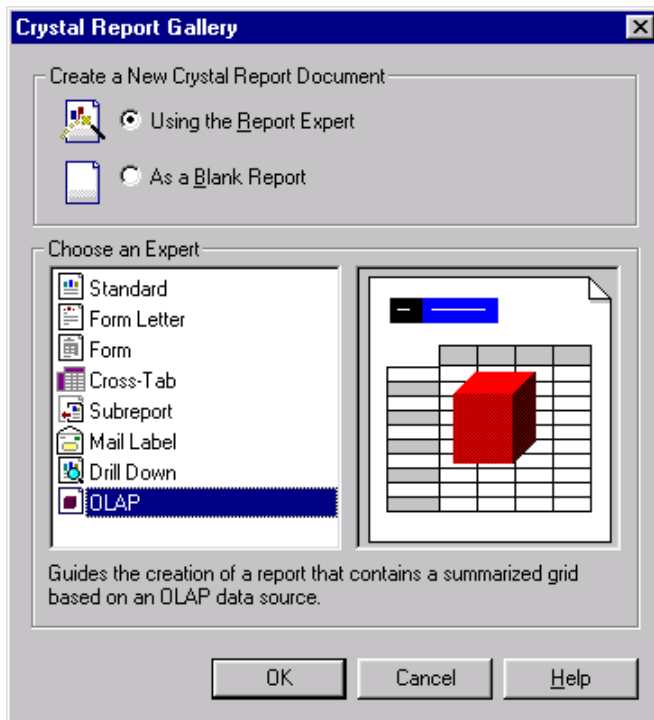 Crystal Report Gallery
Create a New Crystal Report Document
Using the Report Expert
As a Blank Report
Choose an Expert
Standard
Form Letter
Form
Cross-Tab
Subreport
Mail Label
Drill Down
OLAP
Guides the creation of a report that contains a summarized grid
based on an OLAP data source.
OK Cancel Help